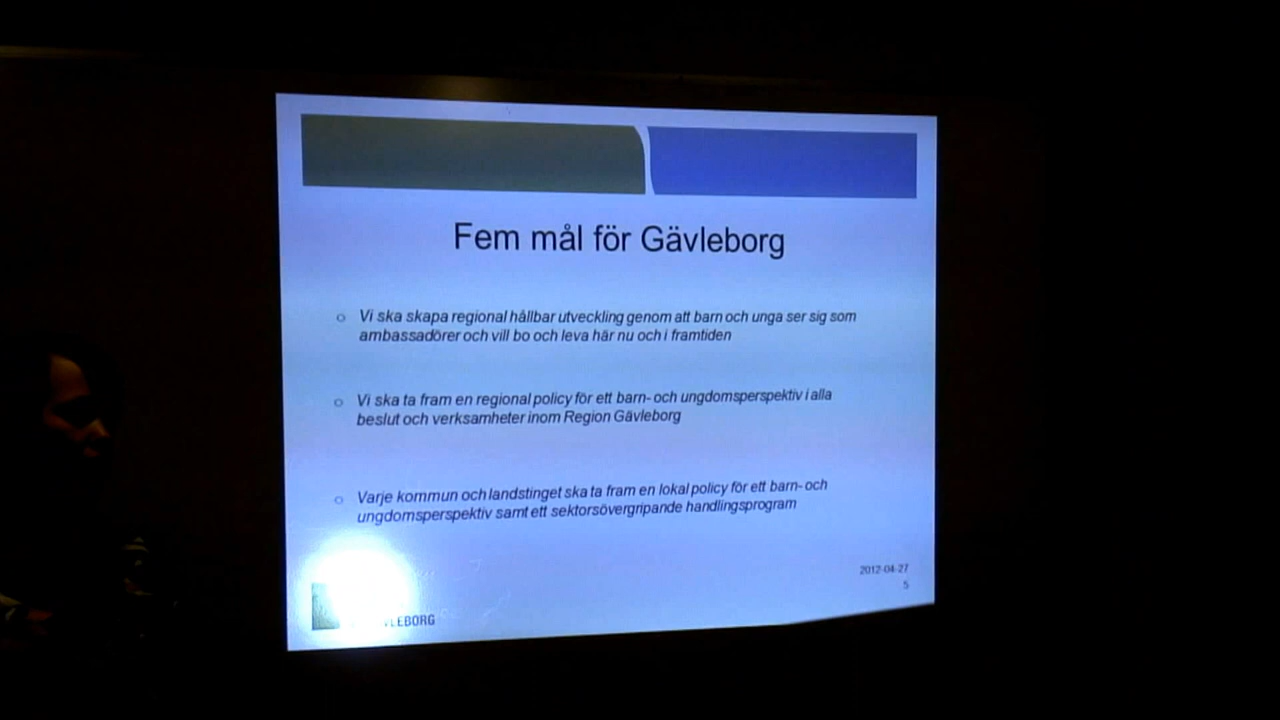 Fem mål för Gävleborg
Vi ska skapa regional hållbar utveckling genom att barn och unga ser sig som
ambassadörer och vill bo och leva här nu och i framtiden
Vi ska ta fram en regional policy för ett barn- och ungdomsperspektiv i alla
beslut och verksamheter inom Region Gävleborg
Varje kommun och landstinget ska ta fram en lokal policy för ett barn- och
ungdomsperspektiv samt ett sektorsövergripande handlingsprogram
2012-04-27
5
LEBORG